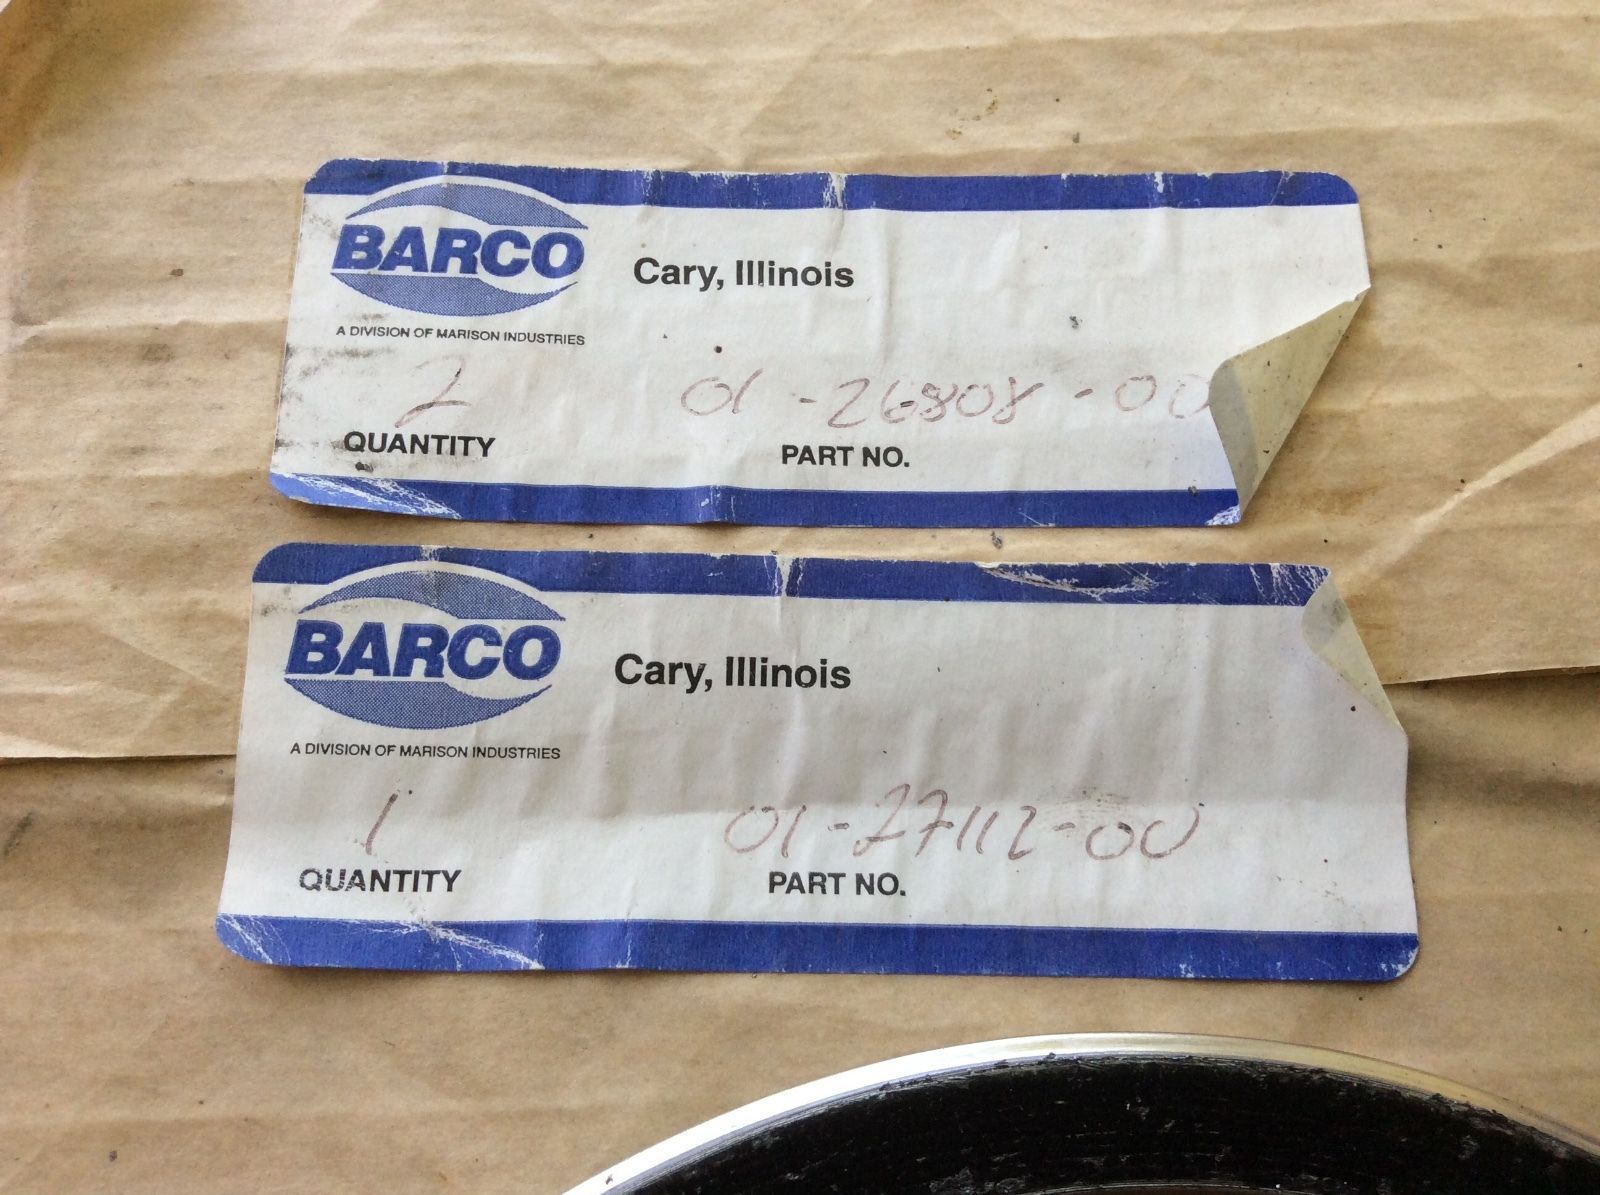 BARCO
Cary, Illinois
A DIVISION OF MARISON INDUSTRIES
2 01-26808-00
QUANTITY PART NO.
BARCO
Cary, Illinois
A DIVISION OF MARISON INDUSTRIES
1 01-27112-00
QUANTITY PART NO.